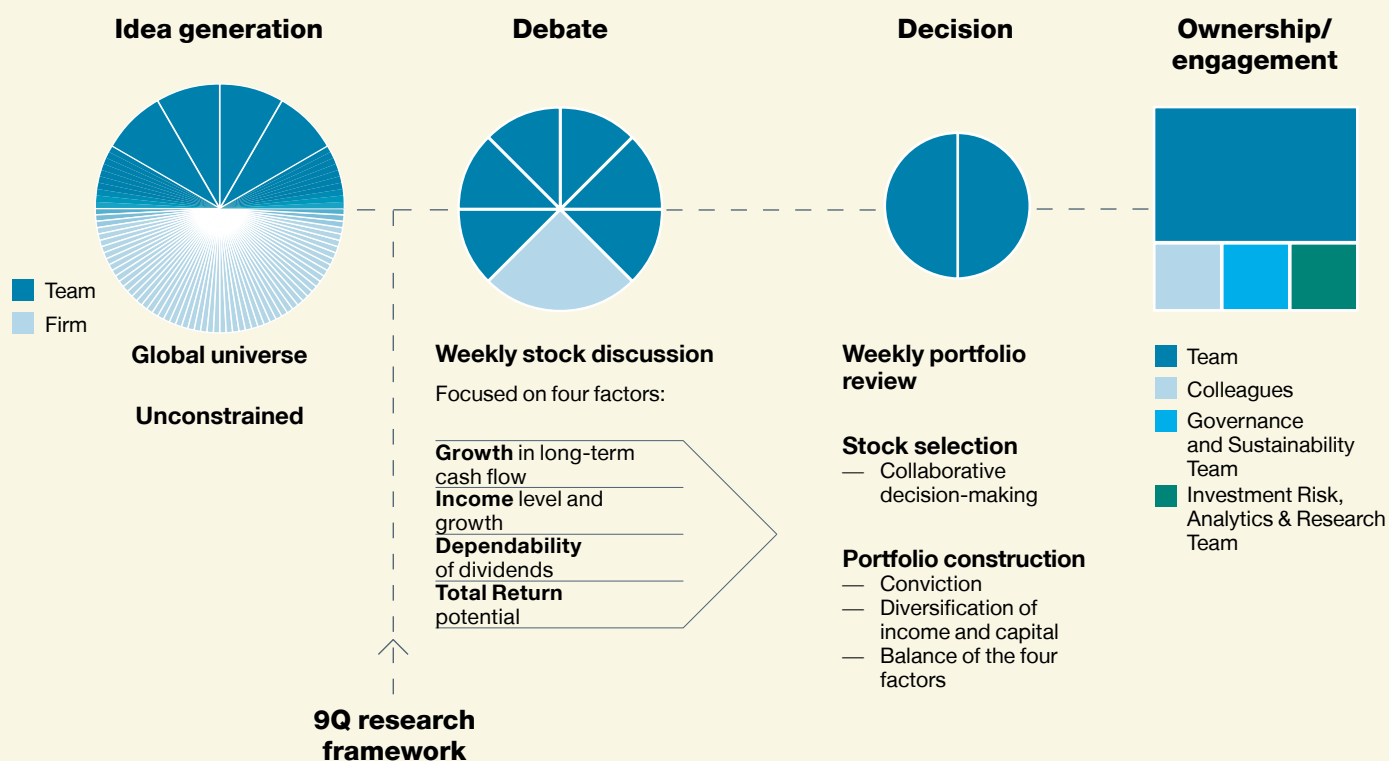 Idea generation
Team
Firm
Global universe
Unconstrained
9Q research
framework
Debate
Weekly stock discussion
Focused on four factors:
Growth in long-term
cash flow
Income level and
growth
Dependability
of dividends
Total Return
potential
Decision
Weekly portfolio
review
Stock selection
— Collaborative
decision-making
Portfolio construction
— Conviction
— Diversification of
income and capital
— Balance of the four
factors
Ownership/
engagement
Team
Colleagues
Governance
and Sustainability
Team
Investment Risk,
Analytics & Research
Team